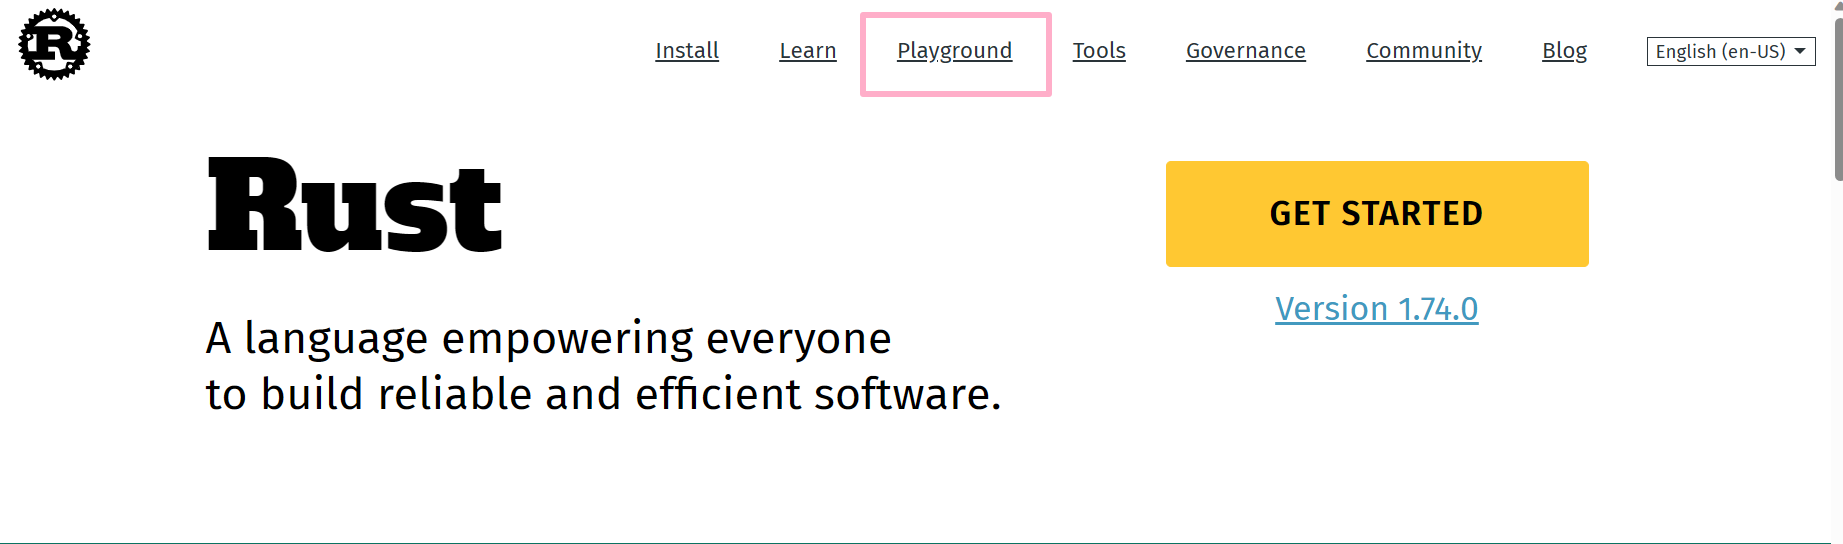 R
Install Learn Playground Tools Governance Community Blog English (en-US)
Rust
GET STARTED
Version 1.74.0
A language empowering everyone
to build reliable and efficient software.